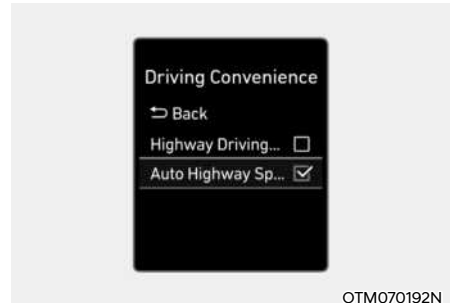 Driving Convenience
Back
Highway Driving...
Auto Highway Sp...
OTM070192N